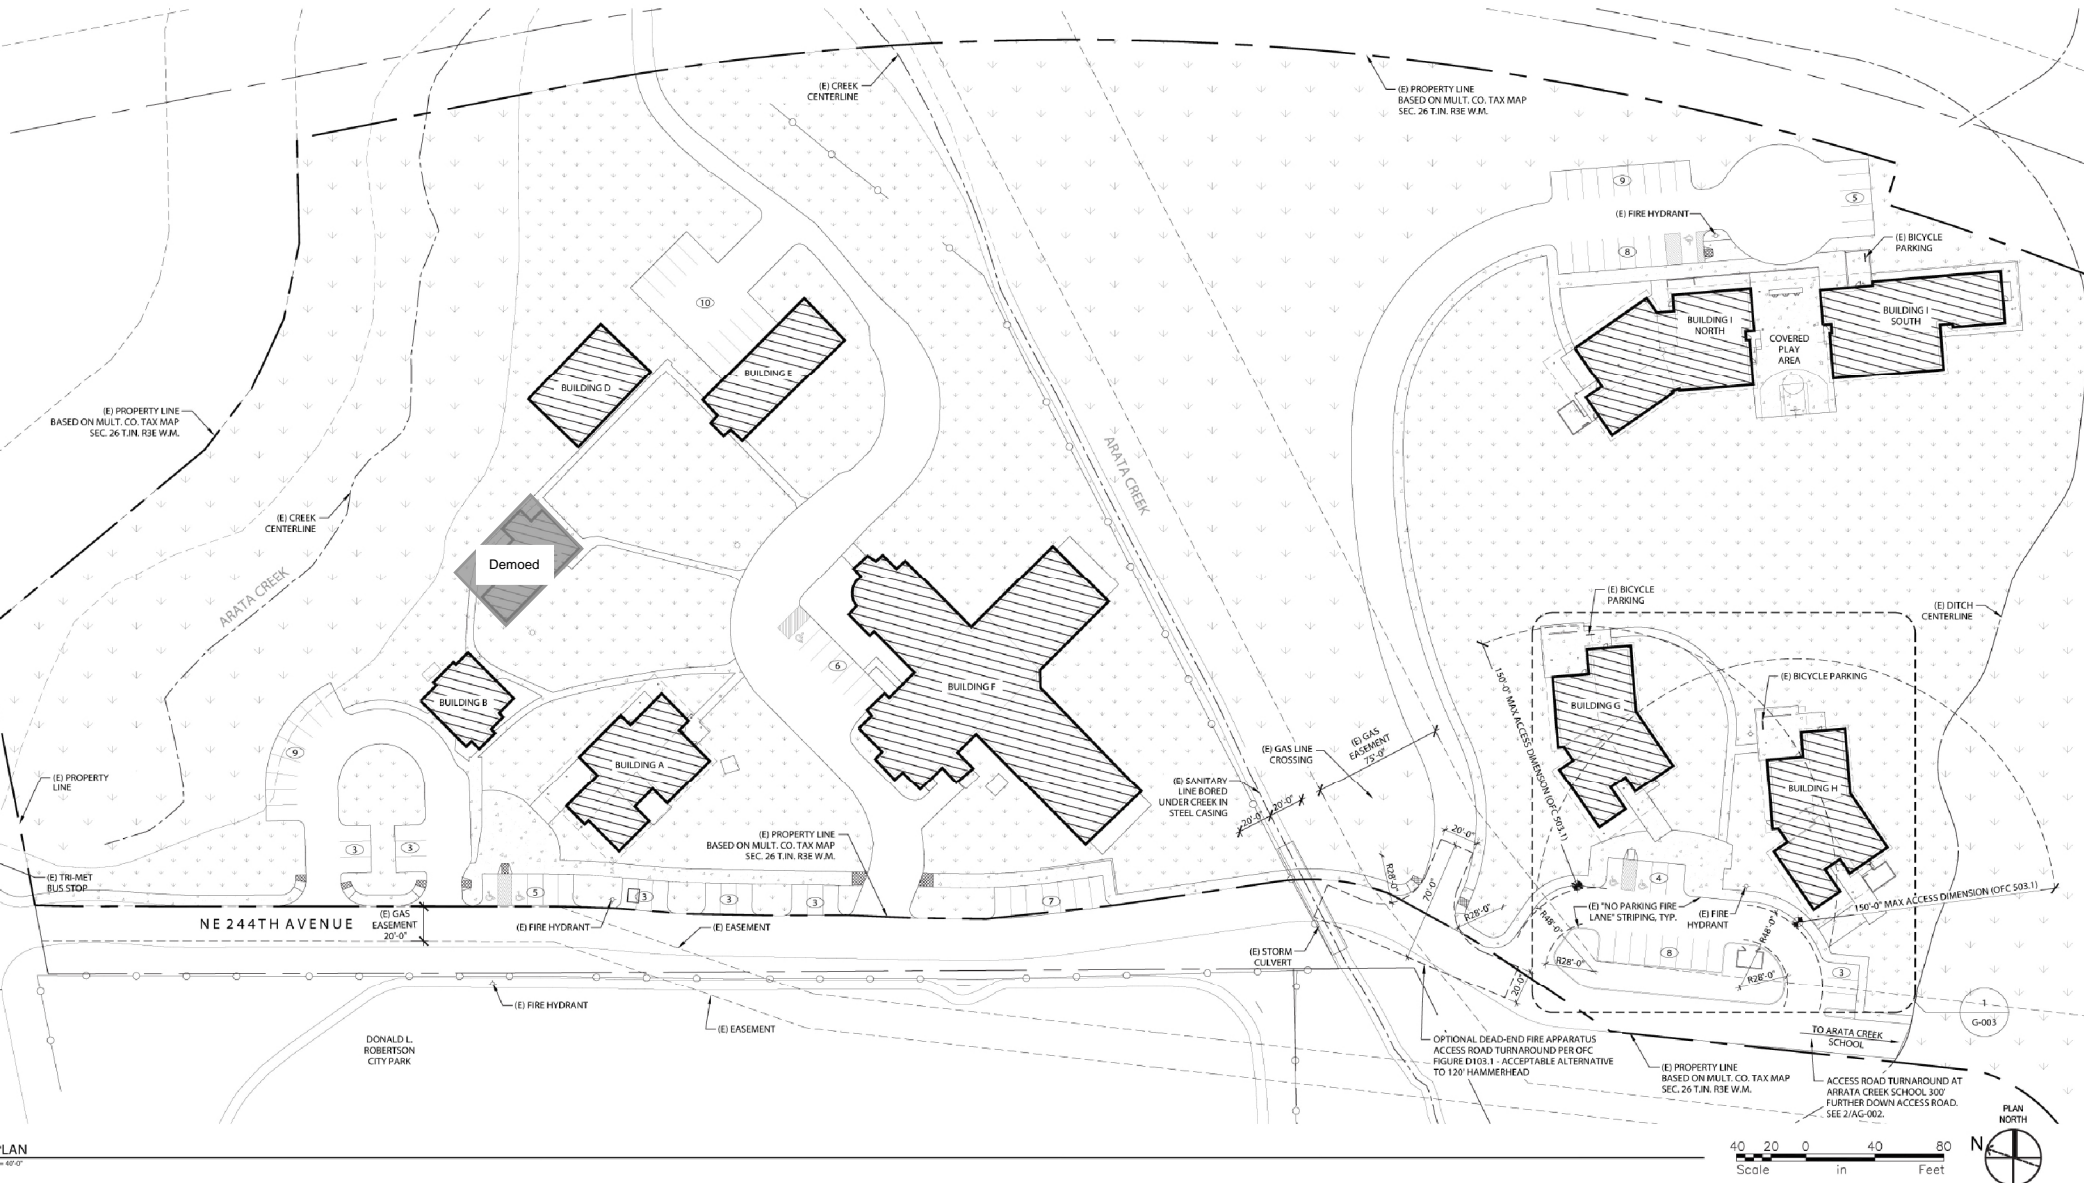 (E) CREEK
CENTERLINE
(E) PROPERTY LINE
BASED ON MULT. CO. TAX MAP
SEC. 26 T.IN. R3E W.M.
9
5
(E) FIRE HYDRANT
8
(E) BICYCLE
PARKING
10
BUILDING D
BUILDING E
BUILDING I
NORTH
COVERED
PLAY
AREA
BUILDING I
SOUTH
(E) PROPERTY LINE
BASED ON MULT. CO. TAX MAP
SEC. 26 T.IN. R3E W.M.
(E) CREEK
CENTERLINE
ARATA CREEK
ARATA CREEK
Demoed
BUILDING B
BUILDING A
6
BUILDING F
(E) BICYCLE
PARKING
(E) DITCH
CENTERLINE
150'-0" MAX ACCESS DIMENSION (OFC 503.1)
BUILDING G
(E) BICYCLE PARKING
BUILDING H
150'-0" MAX ACCESS DIMENSION (OFC 503.1)
9
(E) PROPERTY
LINE
3
3
(E) GAS LINE
CROSSING
(E) GAS
EASEMENT
75'-0"
(E) SANITARY
LINE BORED
UNDER CREEK IN
STEEL CASING
20'-0"
20'-0"
(E) PROPERTY LINE
BASED ON MULT. CO. TAX MAP
SEC. 26 T.IN. R3E W.M.
(E) TRI-MET
BUS STOP
5
3
3
3
7
20'-0"
R28'-0"
70'-0"
R28'-0"
4
(E) "NO PARKING FIRE
LANE" STRIPING, TYP.
(E) FIRE
HYDRANT
R48'-0"
R48'-0"
8
R28'-0"
R28'-0"
3
20'-0"
NE 244TH AVENUE
(E) GAS
EASEMENT
20'-0"
(E) FIRE HYDRANT
(E) EASEMENT
(E) STORM
CULVERT
(E) FIRE HYDRANT
(E) EASEMENT
DONALD L.
ROBERTSON
CITY PARK
1
G-003
TO ARATA CREEK
SCHOOL
OPTIONAL DEAD-END FIRE APPARATUS
ACCESS ROAD TURNAROUND PER OFC
FIGURE D103.1 - ACCEPTABLE ALTERNATIVE
TO 120' HAMMERHEAD
(E) PROPERTY LINE
BASED ON MULT. CO. TAX MAP
SEC. 26 T.IN. R3E W.M.
ACCESS ROAD TURNAROUND AT
ARRATA CREEK SCHOOL 300'
FURTHER DOWN ACCESS ROAD.
SEE 2/AG-002.
PLAN
NORTH
N
PLAN
= 40'-0"
40 20 0 40 80
Scale in Feet